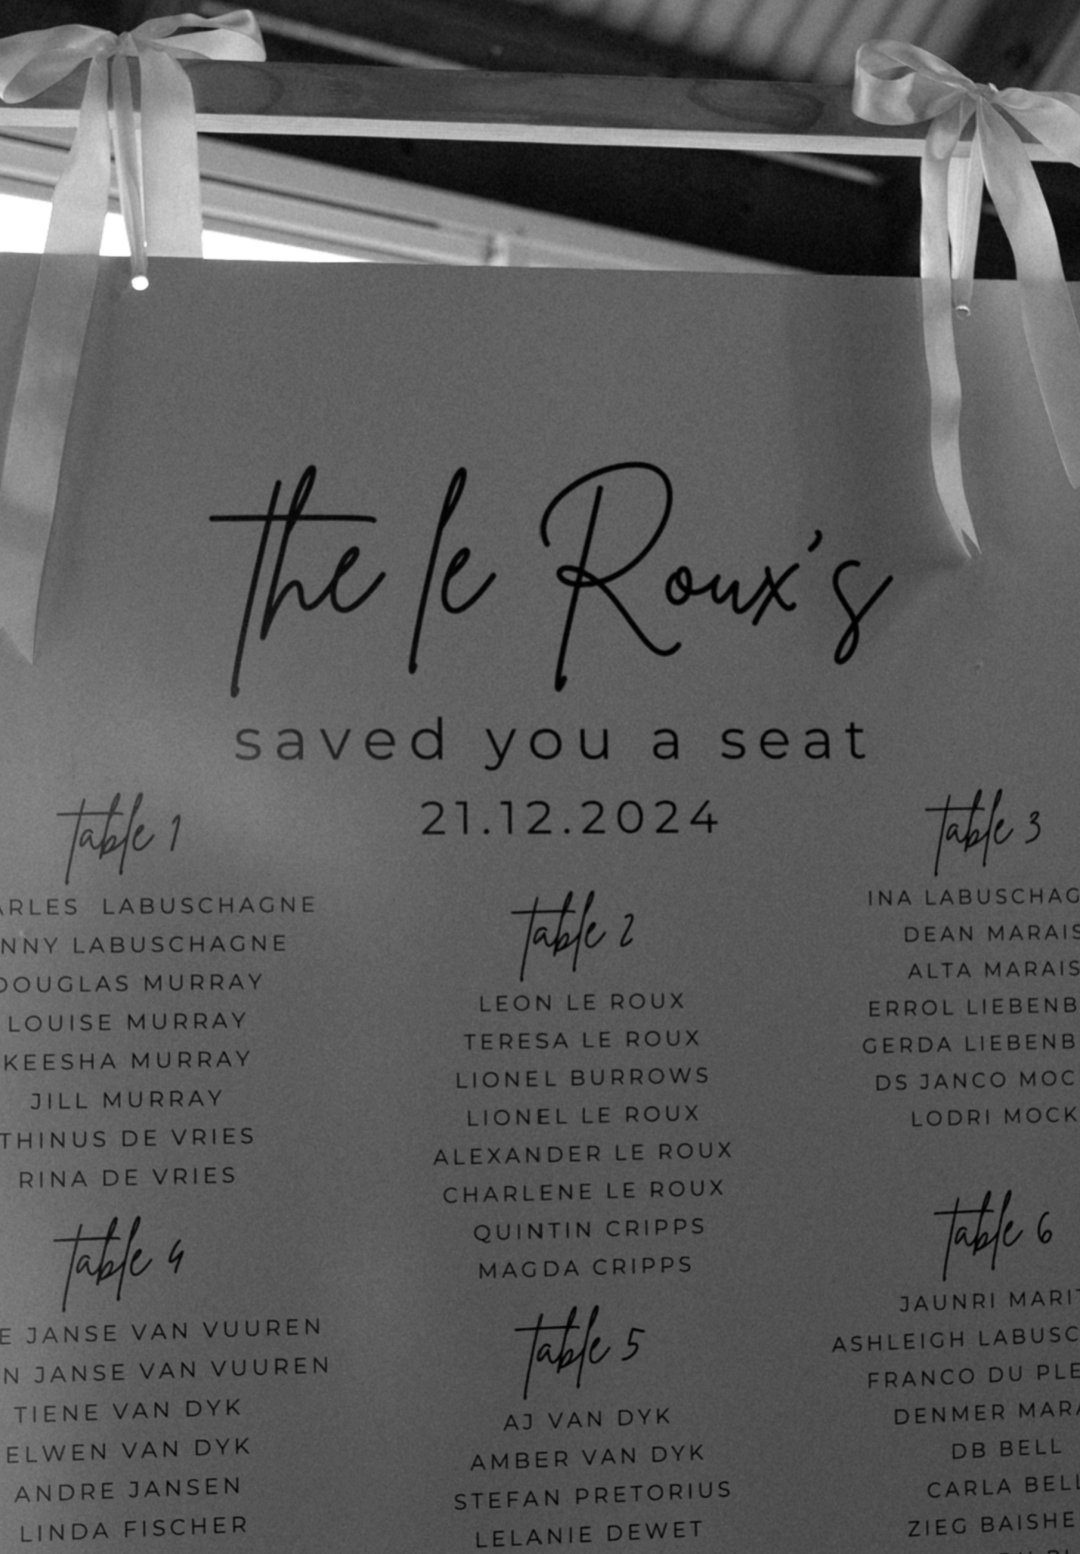 the le Roux's
saved you a seat
21.12.2024
table 1
LABUSCHAGNE
LABUSCHAGNE
DOUGLAS MURRAY
LOUISE MURRAY
KEESHA MURRAY
JILL MURRAY
DE VRIES
RINA DE VRIES
table 2
LEON LE ROUX
TERESA LE ROUX
LIONEL BURROWS
LIONEL LE ROUX
ALEXANDER LE ROUX
CHARLENE LE ROUX
QUINTIN CRIPPS
MAGDA CRIPPS
table 3
INA
DEAN MARAIS
ALTA MARAIS
ERROL
GERDA
DS JANCO
LODRI MOCK
table 4
JANSE VAN VUUREN
JANSE VAN VUUREN
TIENE VAN DYK
ELWEN VAN DYK
ANDRE JANSEN
LINDA FISCHER
table 5
AJ VAN DYK
AMBER VAN DYK
STEFAN PRETORIUS
LELANIE DEWET
table 6
JAUNRI
ASHLEIGH
FRANCO DU
DENMER
DB BELL
CARLA BELL
ZIEG